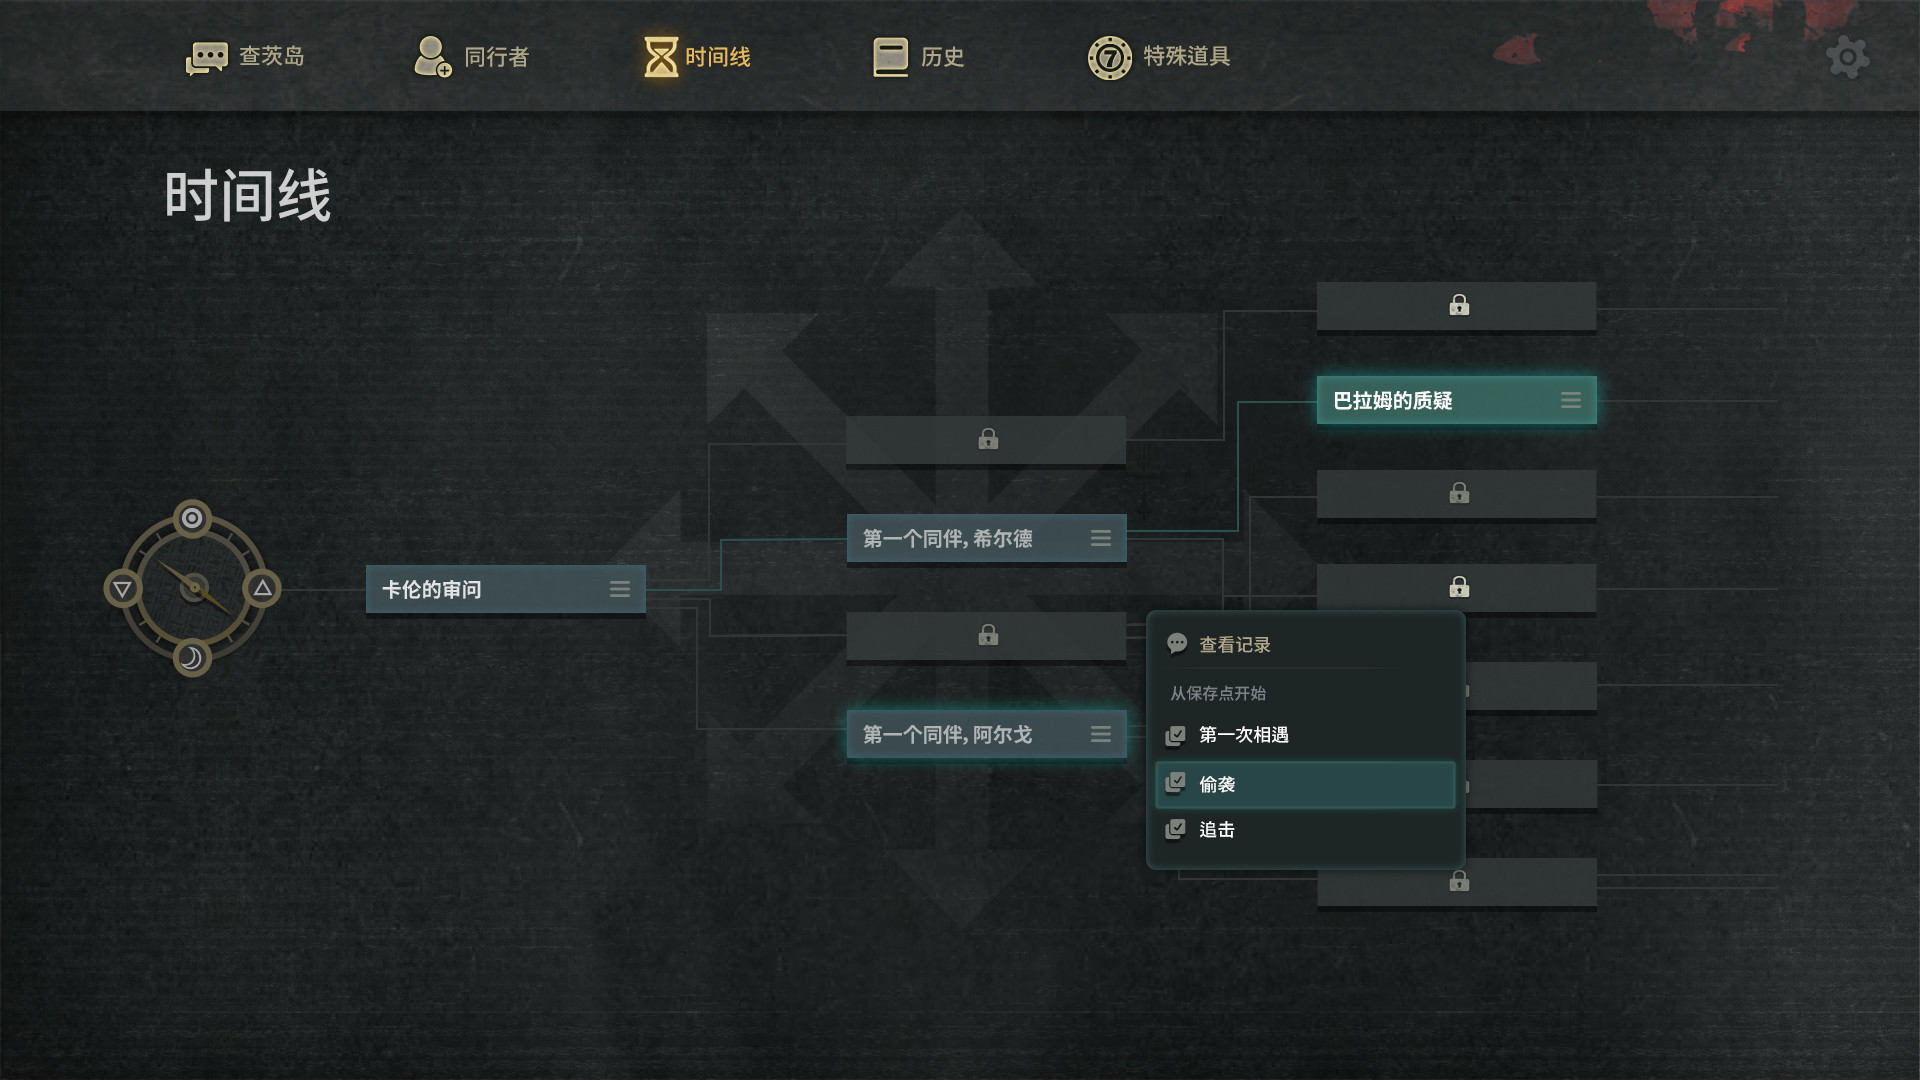 查茨岛
同行者
时间线
历史
特殊道具
时间线
巴拉姆的质疑
第一个同伴, 希尔德
卡伦的审问
第一个同伴, 阿尔戈
查看记录
从保存点开始
第一次相遇
偷袭
追击